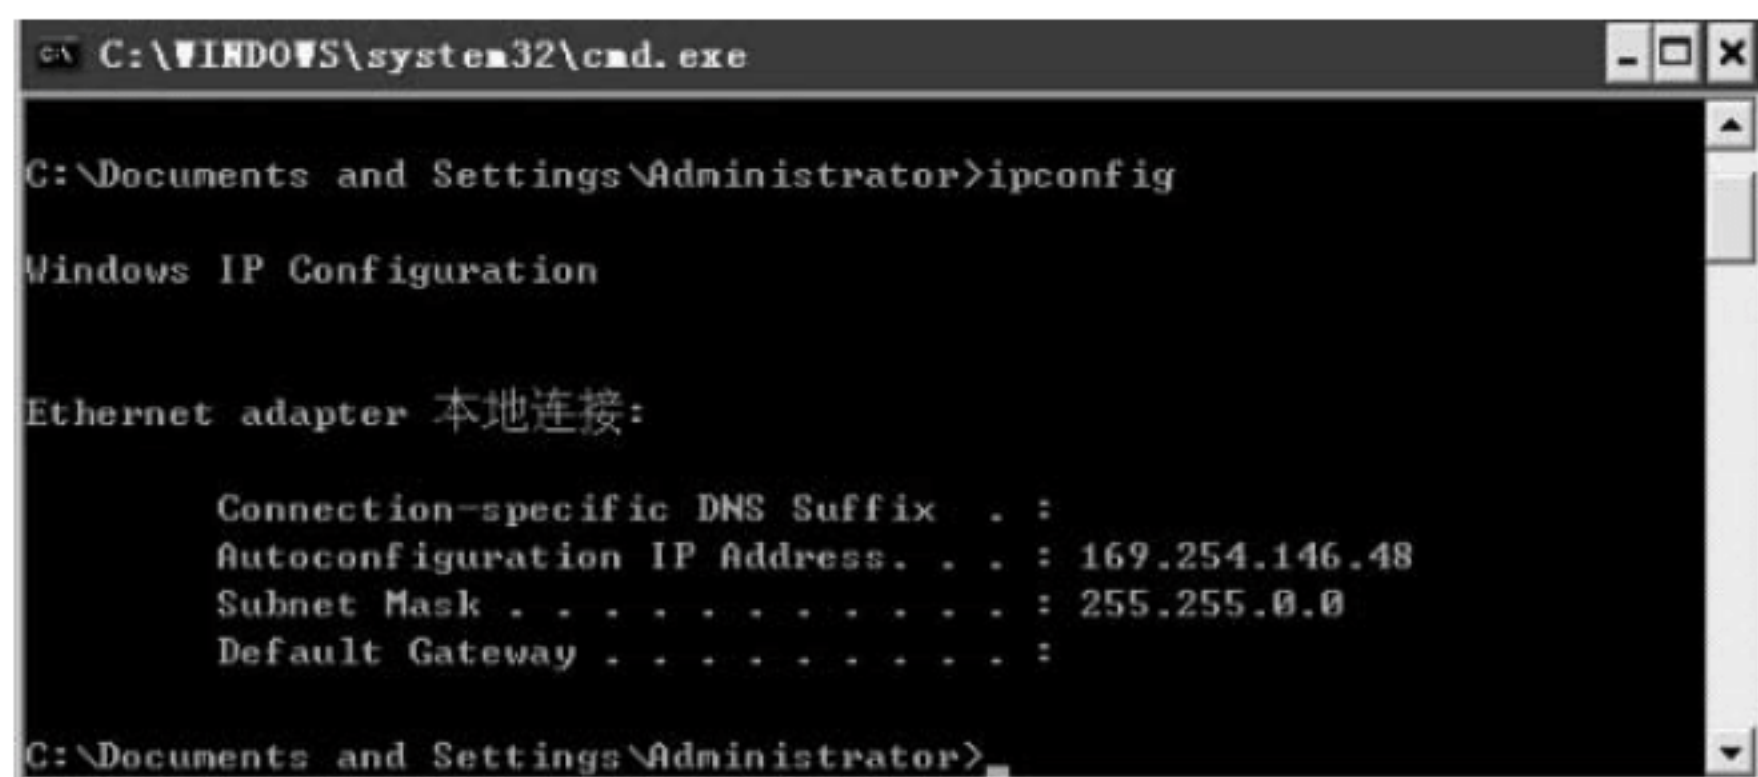 C:\WINDOWS\system32\cmd.exe
C:\Documents and Settings\Administrator>ipconfig
Windows IP Configuration
Ethernet adapter 本地连接:
Connection-specific DNS Suffix . :
Autoconfiguration IP Address. . . : 169.254.146.48
Subnet Mask . . . . . . . . . . . : 255.255.0.0
Default Gateway . . . . . . . . . :
C:\Documents and Settings\Administrator>_